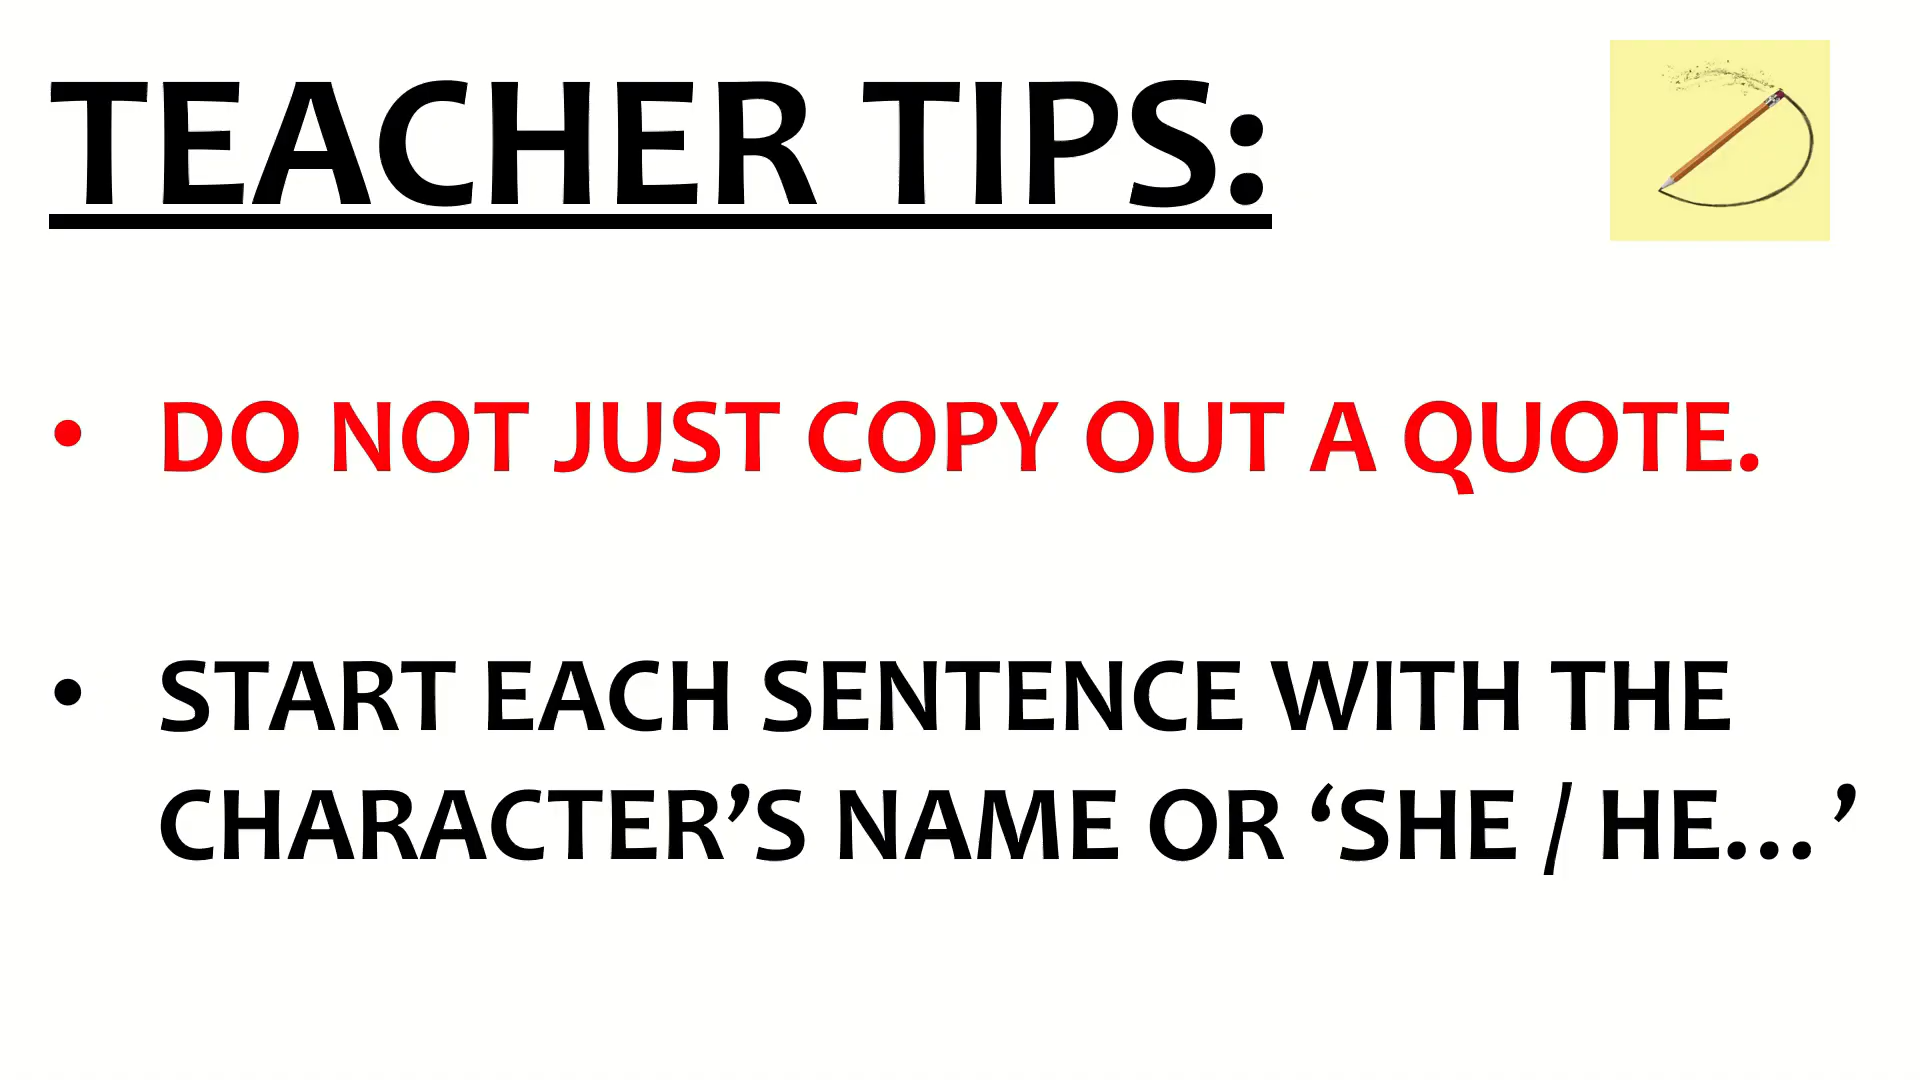 TEACHER TIPS:
• DO NOT JUST COPY OUT A QUOTE.
• START EACH SENTENCE WITH THE
CHARACTER’S NAME OR ‘SHE / HE…’